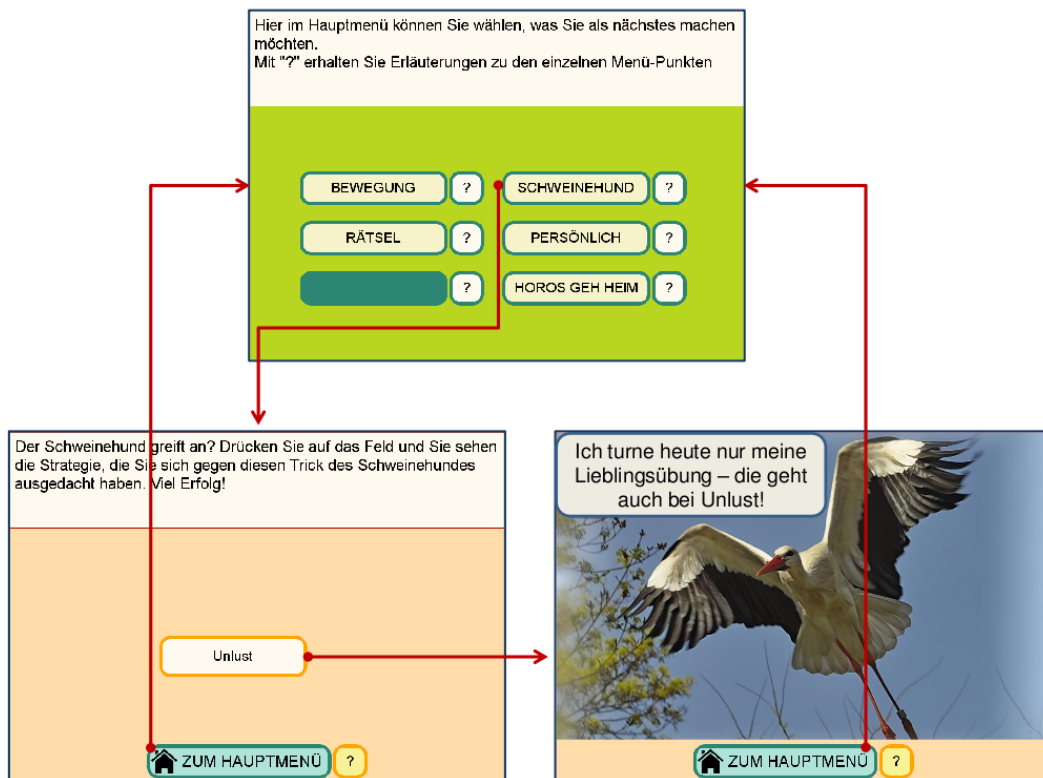 Hier im Hauptmenü können Sie wählen, was Sie als nächstes machen
möchten.
Mit "?" erhalten Sie Erläuterungen zu den einzelnen Menü-Punkten
BEWEGUNG ? SCHWEINEHUND ?
RÄTSEL ? PERSÖNLICH ?
? HOROS GEH HEIM ?
Der Schweinehund greift an? Drücken Sie auf das Feld und Sie sehen
die Strategie, die Sie sich gegen diesen Trick des Schweinehundes
ausgedacht haben. Viel Erfolg!
Unlust
ZUM HAUPTMENÜ ?
Ich turne heute nur meine
Lieblingsübung – die geht
auch bei Unlust!
ZUM HAUPTMENÜ ?